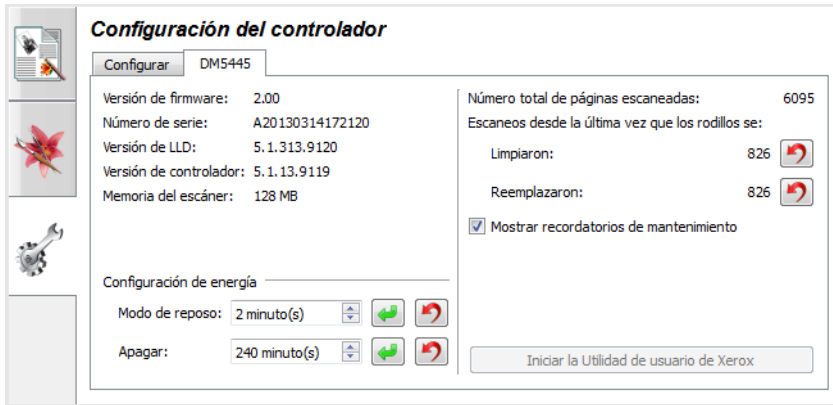 Configuración del controlador
Configurar DM5445
Versión de firmware: 2.00
Número de serie: A20130314172120
Versión de LLD: 5.1.313.9120
Versión de controlador: 5.1.13.9119
Memoria del escáner: 128 MB
Configuración de energía
Modo de reposo: 2 minuto(s)
Apagar: 240 minuto(s)
Número total de páginas escaneadas: 6095
Escaneos desde la última vez que los rodillos se:
Limpiaron: 826
Reemplazaron: 826
Mostrar recordatorios de mantenimiento
Iniciar la Utilidad de usuario de Xerox